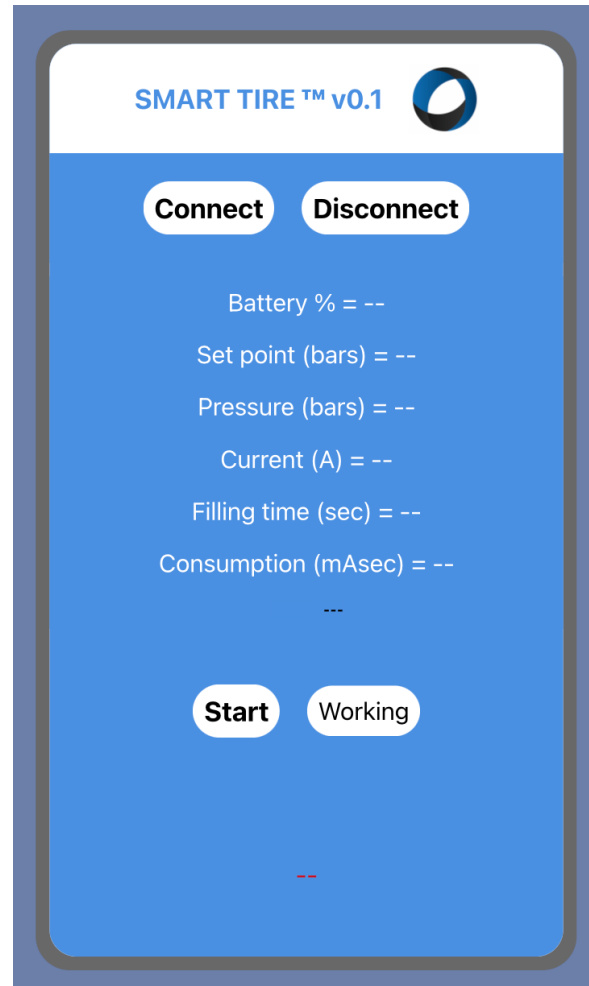 SMART TIRE ™ v0.1
Connect Disconnect
Battery % = --
Set point (bars) = --
Pressure (bars) = --
Current (A) = --
Filling time (sec) = --
Consumption (mAsec) = --
---
Start Working
--